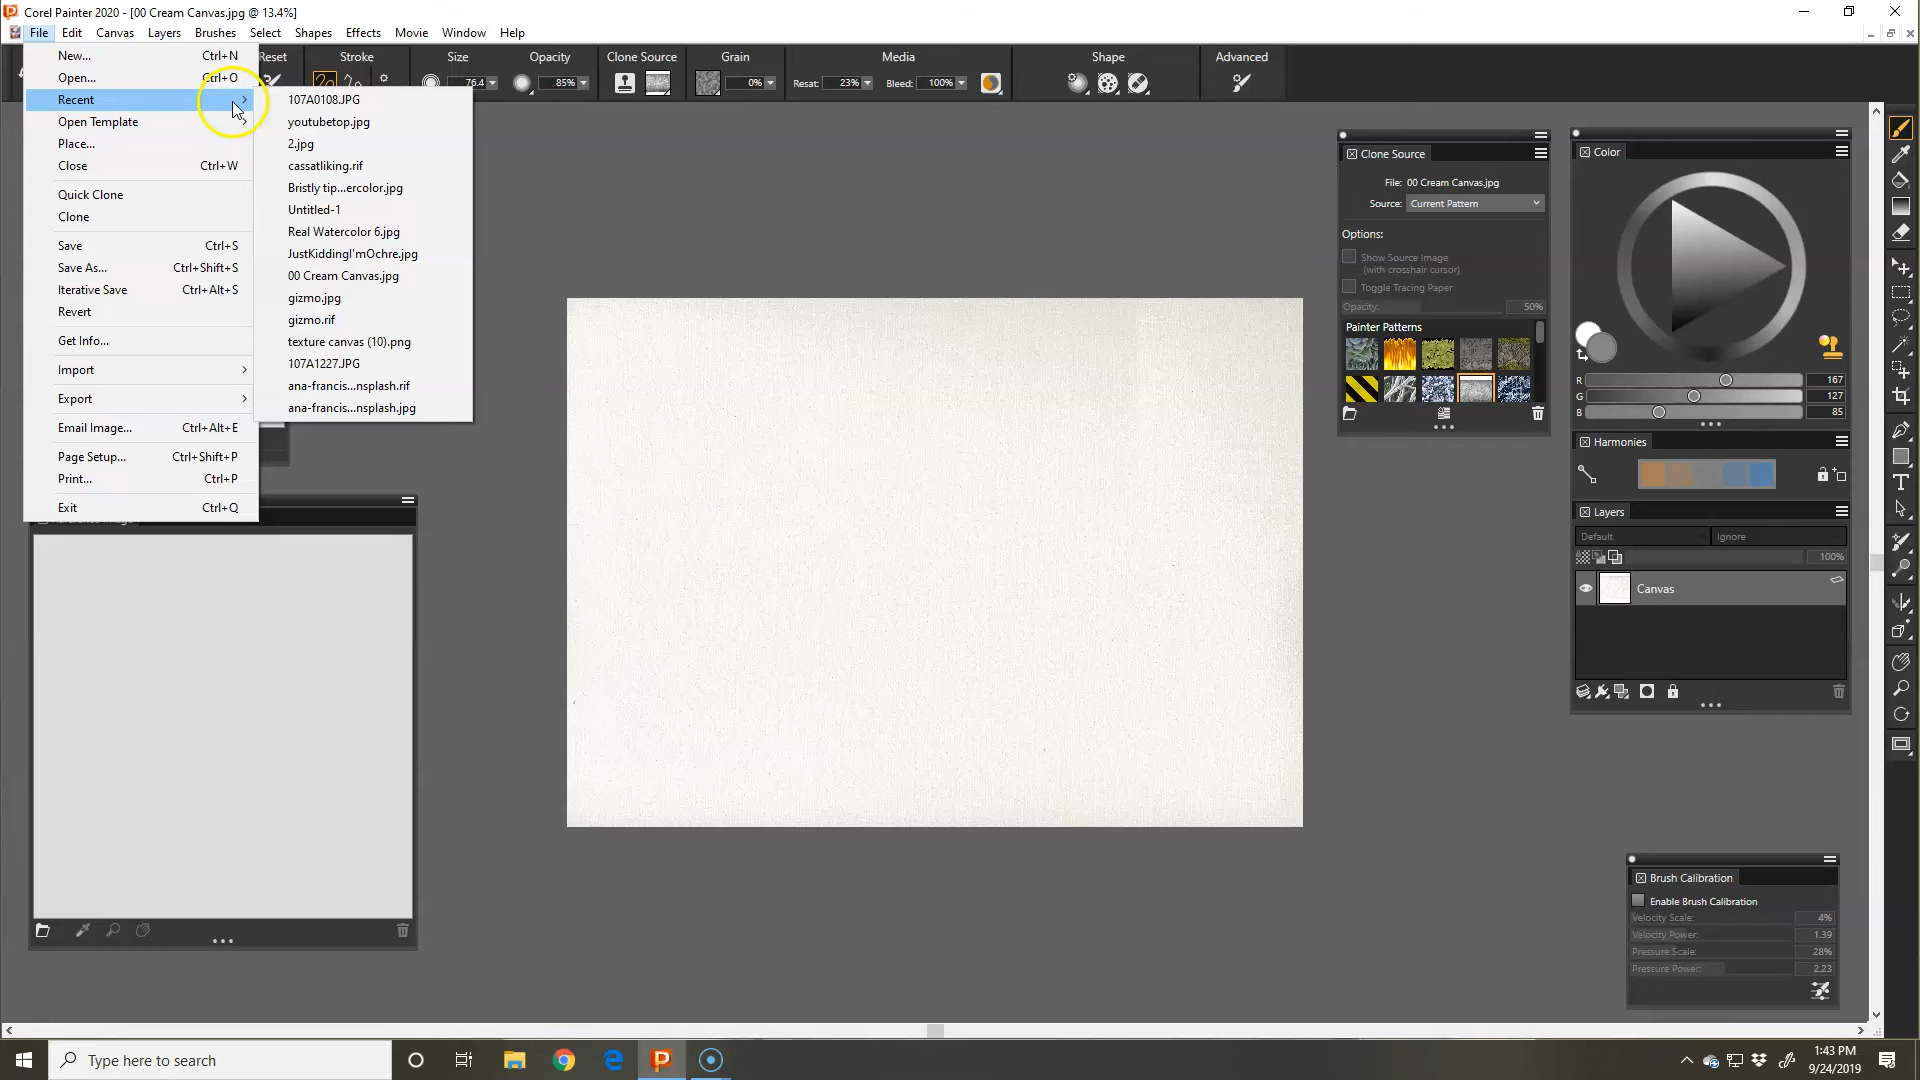 Corel Painter 2020 - [00 Cream Canvas.jpg @ 13.4%]
File Edit Canvas Layers Brushes Select Shapes Effects Movie Window Help
Reset Stroke Size Opacity Clone Source Grain Media Shape Advanced
76.4 85% 0% Resat: 23% Bleed: 100%
New... Ctrl+N
Open... Ctrl+O
Recent
Open Template
Place...
Close Ctrl+W
Quick Clone
Clone
Save Ctrl+S
Save As... Ctrl+Shift+S
Iterative Save Ctrl+Alt+S
Revert
Get Info...
Import
Export
Email Image... Ctrl+Alt+E
Page Setup... Ctrl+Shift+P
Print... Ctrl+P
Exit Ctrl+Q
107A0108.JPG
youtubetop.jpg
2.jpg
cassatliking.rif
Bristly tip...ercolor.jpg
Untitled-1
Real Watercolor 6.jpg
JustKiddingI'mOchre.jpg
00 Cream Canvas.jpg
gizmo.jpg
gizmo.rif
texture canvas (10).png
107A1227.JPG
ana-francis...nsplash.rif
ana-francis...nsplash.jpg
Clone Source
File: 00 Cream Canvas.jpg
Source: Current Pattern
Options:
Show Source Image
(with crosshair cursor)
Toggle Tracing Paper
Opacity: 50%
Painter Patterns
Color
R 167
G 127
B 85
Harmonies
Layers
Default Ignore
100%
Canvas
Brush Calibration
Enable Brush Calibration
Velocity Scale: 4%
Velocity Power: 1.39
Pressure Scale: 28%
Pressure Power: 2.23
Type here to search
1:43 PM
9/24/2019